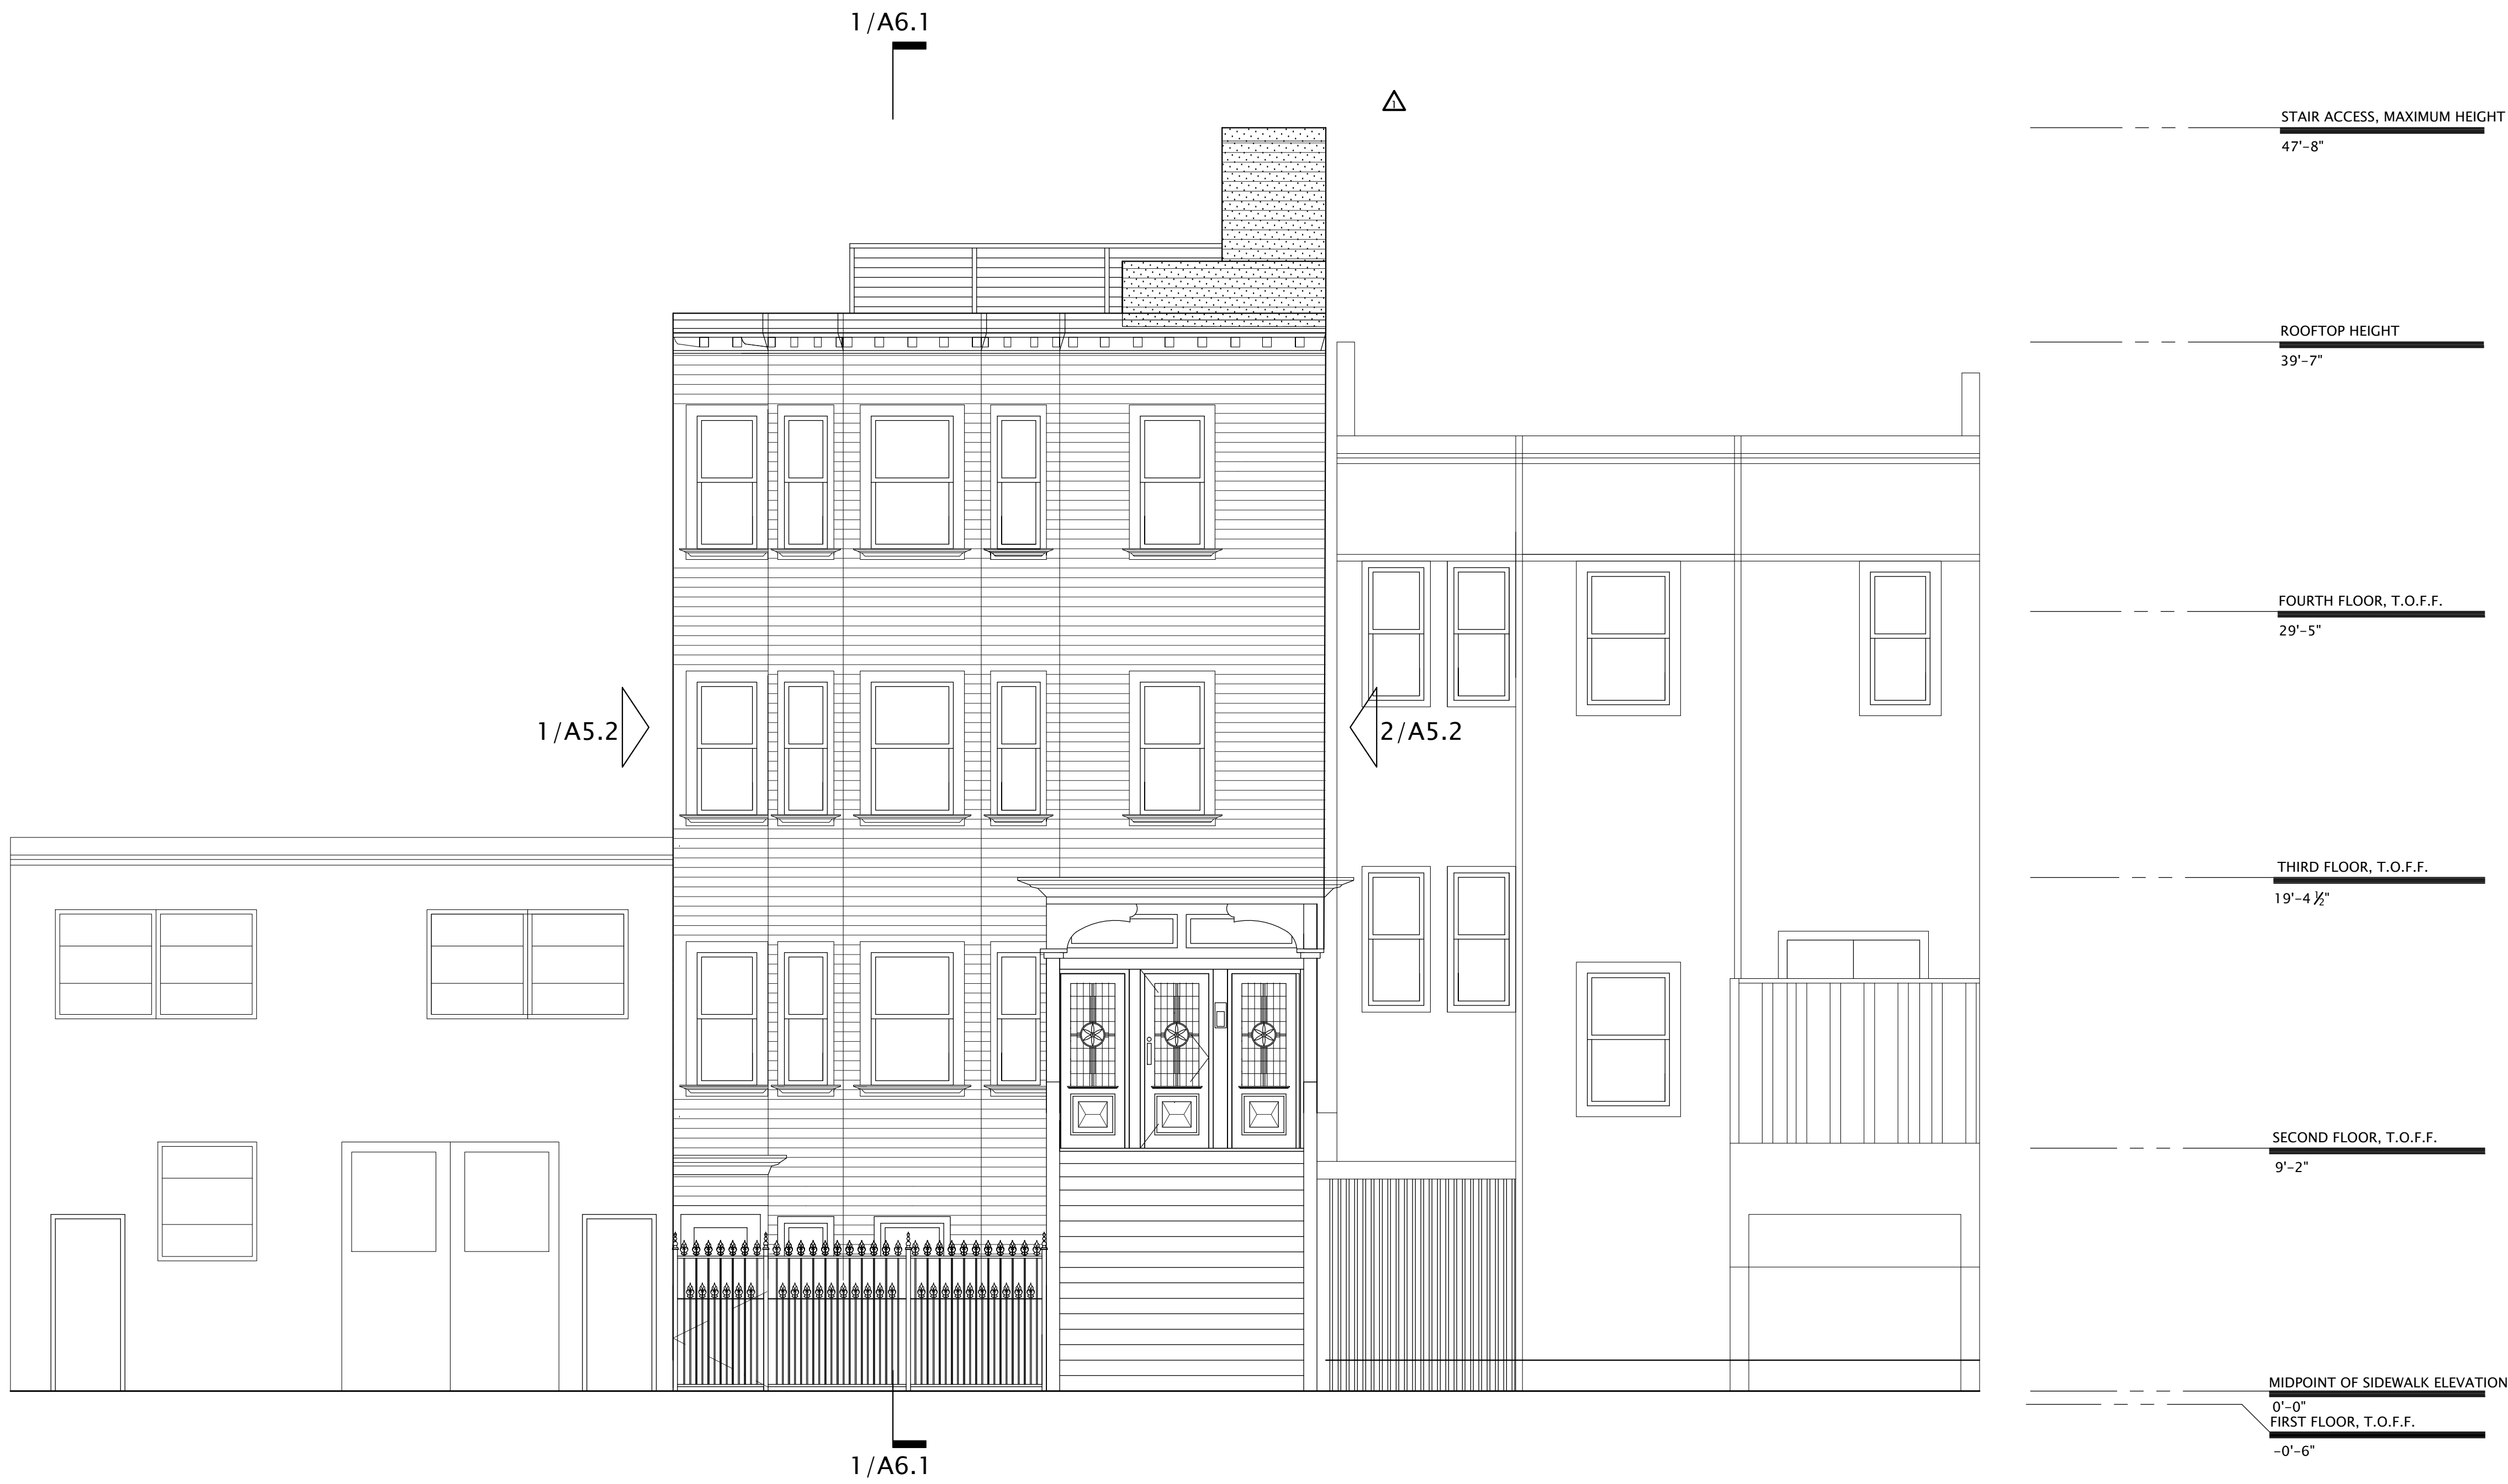 1/A6.1
1
STAIR ACCESS, MAXIMUM HEIGHT
47'-8"
ROOFTOP HEIGHT
39'-7"
FOURTH FLOOR, T.O.F.F.
29'-5"
1/A5.2
2/A5.2
THIRD FLOOR, T.O.F.F.
19'-4 ½"
SECOND FLOOR, T.O.F.F.
9'-2"
MIDPOINT OF SIDEWALK ELEVATION
0'-0"
FIRST FLOOR, T.O.F.F.
-0'-6"
1/A6.1